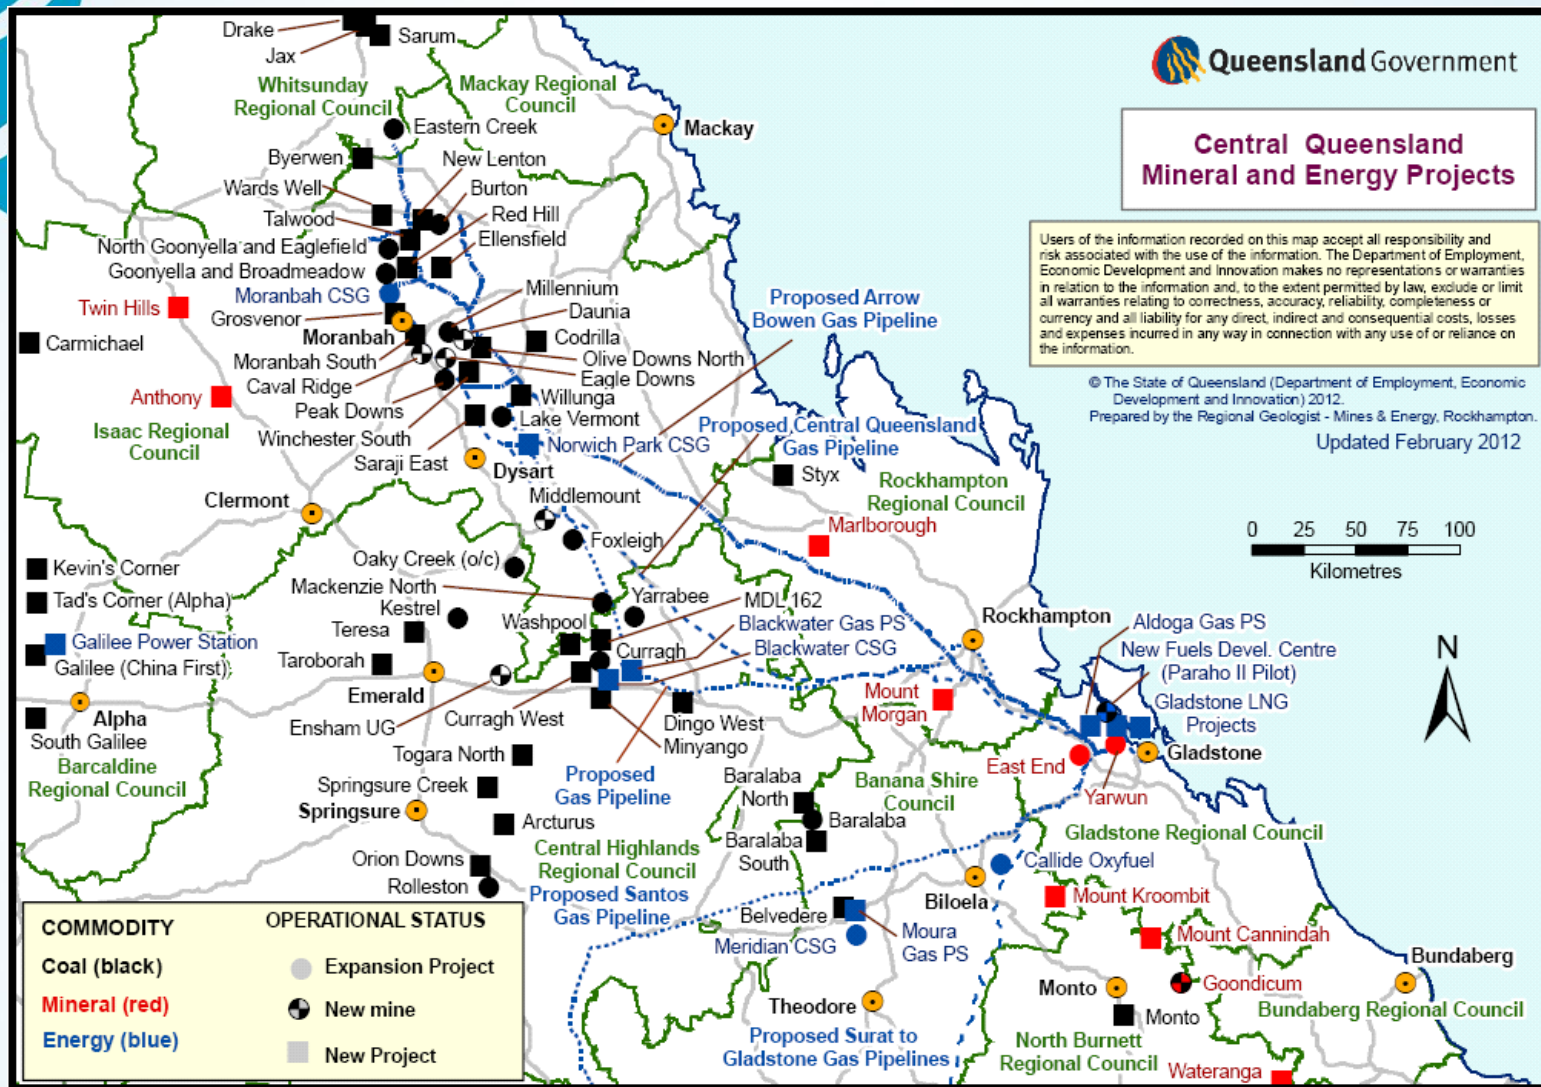 Drake
Jax
Sarum
Whitsunday
Regional Council
Mackay Regional
Council
Queensland Government
Central Queensland
Mineral and Energy Projects
Users of the information recorded on this map accept all responsibility and
risk associated with the use of the information. The Department of Employment,
Economic Development and Innovation makes no representations or warranties
in relation to the information and, to the extent permitted by law, exclude or limit
all warranties relating to correctness, accuracy, reliability, completeness or
currency and all liability for any direct, indirect and consequential costs, losses
and expenses incurred in any way in connection with any use of or reliance on
the information.
© The State of Queensland (Department of Employment, Economic
Development and Innovation) 2012.
Prepared by the Regional Geologist - Mines & Energy, Rockhampton.
Updated February 2012
Eastern Creek
Mackay
Byerwen
New Lenton
Wards Well
Burton
Talwood
Red Hill
North Goonyella and Eaglefield
Ellensfield
Goonyella and Broadmeadow
Moranbah CSG
Millennium
Twin Hills
Grosvenor
Daunia
Proposed Arrow
Bowen Gas Pipeline
Carmichael
Moranbah
Codrilla
Moranbah South
Olive Downs North
Caval Ridge
Eagle Downs
Anthony
Peak Downs
Willunga
Isaac Regional
Council
Winchester South
Lake Vermont
Saraji East
Norwich Park CSG
Proposed Central Queensland
Gas Pipeline
Dysart
Styx
Rockhampton
Regional Council
Clermont
Middlemount
Marlborough
0 25 50 75 100
Kilometres
Foxleigh
Oaky Creek (o/c)
Kevin's Corner
Mackenzie North
Tad's Corner (Alpha)
Kestrel
Yarrabee
MDL 162
Teresa
Washpool
Blackwater Gas PS
Rockhampton
Aldoga Gas PS
Galilee Power Station
Curragh
Blackwater CSG
New Fuels Devel. Centre
(Paraho II Pilot)
N
Galilee (China First)
Taroborah
Emerald
Mount
Morgan
Gladstone LNG
Projects
Alpha
Ensham UG
Curragh West
Dingo West
Minyango
South Galilee
Gladstone
Barcaldine
Regional Council
Togara North
Proposed
Gas Pipeline
East End
Yarwun
Springsure Creek
Baralaba
North
Banana Shire
Council
Springsure
Arcturus
Baralaba
Gladstone Regional Council
Central Highlands
Regional Council
Baralaba
South
Orion Downs
Callide Oxyfuel
Rolleston
Proposed Santos
Gas Pipeline
Biloela
Mount Kroombit
Belvedere
Moura
Gas PS
Mount Cannindah
Meridian CSG
Bundaberg
Goondicum
Theodore
Monto
Bundaberg Regional Council
Monto
Proposed Surat to
Gladstone Gas Pipelines
North Burnett
Regional Council
Wateranga
COMMODITY
Coal (black)
Mineral (red)
Energy (blue)
OPERATIONAL STATUS
Expansion Project
New mine
New Project